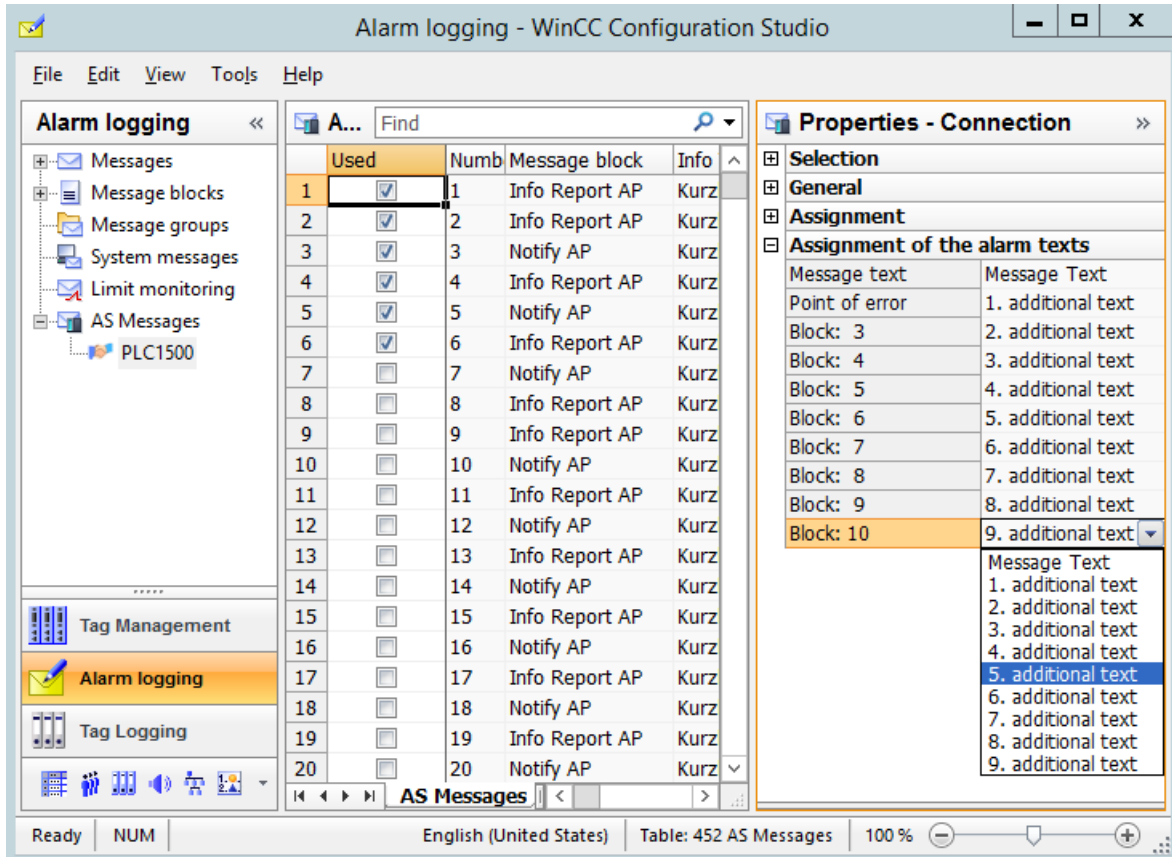 Alarm logging - WinCC Configuration Studio
File Edit View Tools Help
Alarm logging «
Messages
Message blocks
Message groups
System messages
Limit monitoring
AS Messages
PLC1500
Tag Management
Alarm logging
Tag Logging
A... Find
Used Numb Message block Info
1 1 Info Report AP Kurz
2 2 Info Report AP Kurz
3 3 Notify AP Kurz
4 4 Info Report AP Kurz
5 5 Notify AP Kurz
6 6 Info Report AP Kurz
7 7 Notify AP Kurz
8 8 Info Report AP Kurz
9 9 Info Report AP Kurz
10 10 Notify AP Kurz
11 11 Info Report AP Kurz
12 12 Notify AP Kurz
13 13 Info Report AP Kurz
14 14 Notify AP Kurz
15 15 Info Report AP Kurz
16 16 Notify AP Kurz
17 17 Info Report AP Kurz
18 18 Notify AP Kurz
19 19 Info Report AP Kurz
20 20 Notify AP Kurz
AS Messages
Properties - Connection »
Selection
General
Assignment
Assignment of the alarm texts
Message text Message Text
Point of error 1. additional text
Block: 3 2. additional text
Block: 4 3. additional text
Block: 5 4. additional text
Block: 6 5. additional text
Block: 7 6. additional text
Block: 8 7. additional text
Block: 9 8. additional text
Block: 10 9. additional text
Message Text
1. additional text
2. additional text
3. additional text
4. additional text
5. additional text
6. additional text
7. additional text
8. additional text
9. additional text
Ready NUM English (United States) Table: 452 AS Messages 100 %